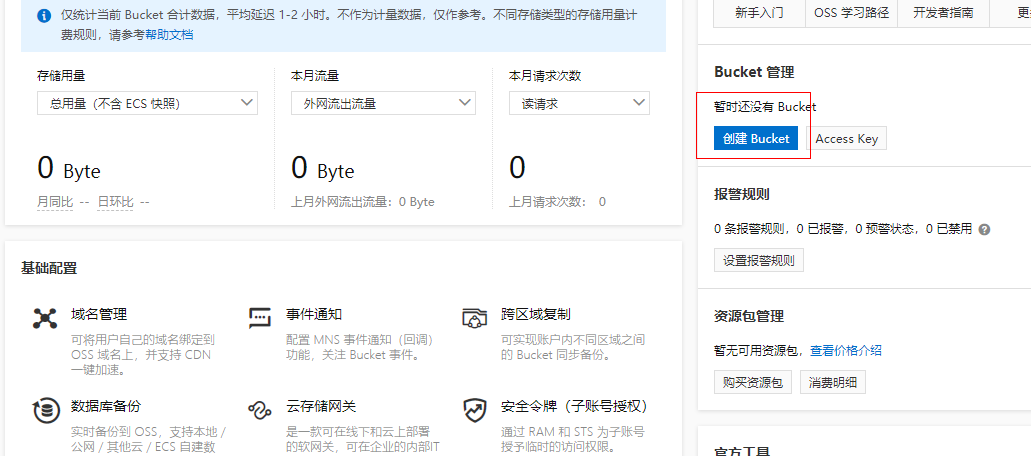 仅统计当前 Bucket 合计数据，平均延迟 1-2 小时。不作为计量数据，仅作参考。不同存储类型的存储用量计
费规则，请参考帮助文档
存储用量
总用量（不含 ECS 快照）
0 Byte
月同比 -- 日环比 --
本月流量
外网流出流量
0 Byte
上月外网流出流量：0 Byte
本月请求次数
读请求
0
上月请求次数： 0
基础配置
域名管理
可将用户自己的域名绑定到
OSS 域名上，并支持 CDN
一键加速。
事件通知
配置 MNS 事件通知（回调）
功能，关注 Bucket 事件。
跨区域复制
可实现账户内不同区域之间
的 Bucket 同步备份。
数据库备份
实时备份到 OSS，支持本地 /
公网 / 其他云 / ECS 自建数
云存储网关
是一款可在线下和云上部署
的软网关，可在企业的内部IT
安全令牌（子账号授权）
通过 RAM 和 STS 为子账号
授予临时的访问权限。
新手入门 OSS 学习路径 开发者指南 更
Bucket 管理
暂时还没有 Bucket
创建 Bucket Access Key
报警规则
0 条报警规则，0 已报警，0 预警状态，0 已禁用 ?
设置报警规则
资源包管理
暂无可用资源包，查看价格介绍
购买资源包 消费明细
官方工具